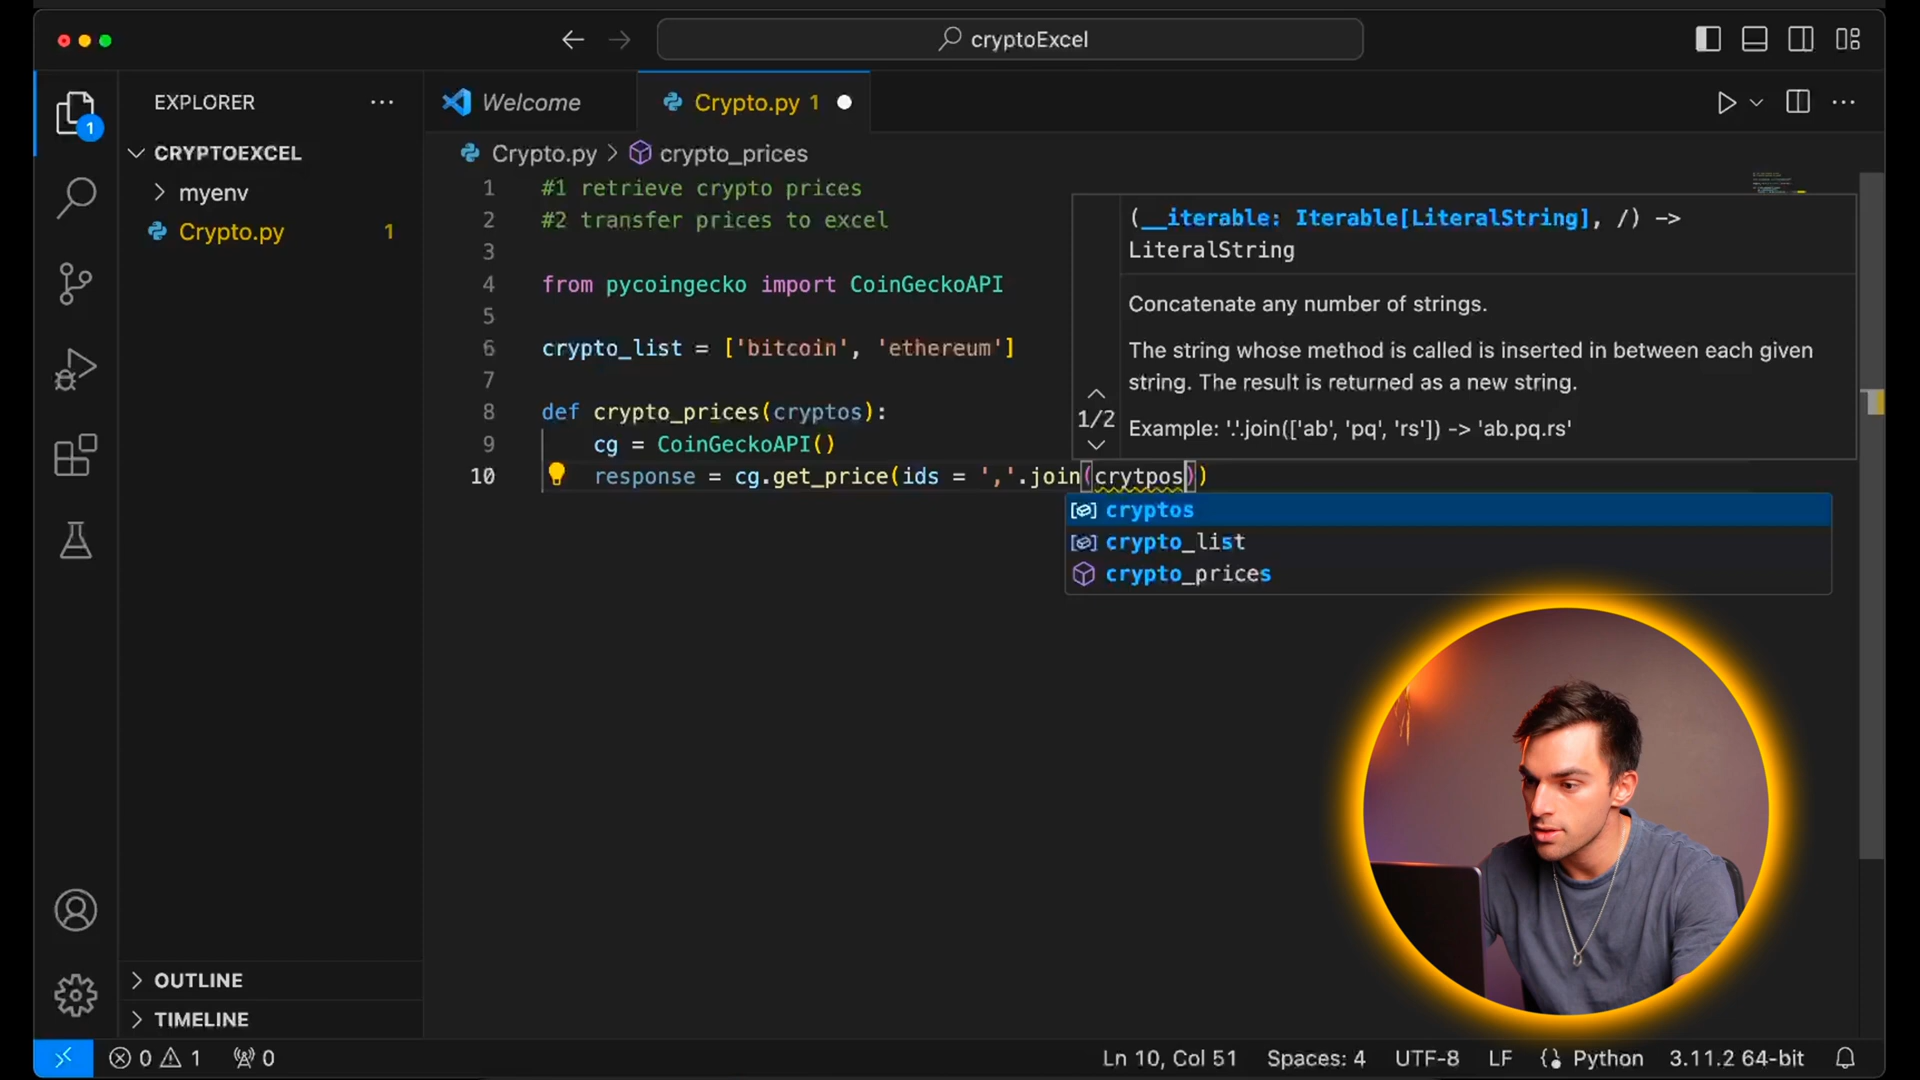 cryptoExcel
EXPLORER
Welcome
Crypto.py 1
1
CRYPTOEXCEL
myenv
Crypto.py 1
Crypto.py > crypto_prices
1 #1 retrieve crypto prices
2 #2 transfer prices to excel
3
4 from pycoingecko import CoinGeckoAPI
5
6 crypto_list = ['bitcoin', 'ethereum']
7
8 def crypto_prices(cryptos):
9 cg = CoinGeckoAPI()
10 response = cg.get_price(ids = ','.join(crytpos))
(__iterable: Iterable[LiteralString], /) ->
LiteralString
Concatenate any number of strings.
The string whose method is called is inserted in between each given
string. The result is returned as a new string.
1/2
Example: '.'.join(['ab', 'pq', 'rs']) -> 'ab.pq.rs'
cryptos
crypto_list
crypto_prices
OUTLINE
TIMELINE
0 1 0
Ln 10, Col 51 Spaces: 4 UTF-8 LF Python 3.11.2 64-bit